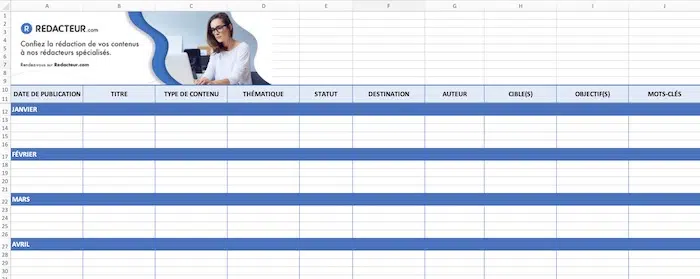 A B C D E F G H I J
1
2
3
4
5
6
7
8
9
R REDACTEUR.com
Confiez la rédaction de vos contenus
à nos rédacteurs spécialisés.
Rendez-vous sur Redacteur.com
10 DATE DE PUBLICATION TITRE TYPE DE CONTENU THÉMATIQUE STATUT DESTINATION AUTEUR CIBLE(S) OBJECTIF(S) MOTS-CLÉS
11
12 JANVIER
13
14
15
16
17 FÉVRIER
18
19
20
21
22 MARS
23
24
25
26
27 AVRIL
28
29
30